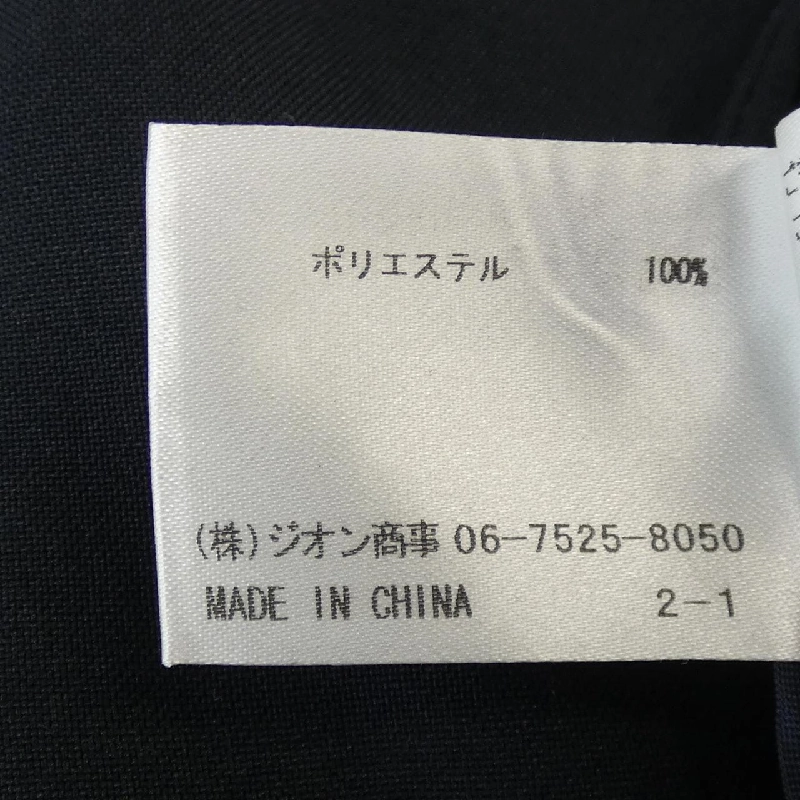 ポリエステル 100%
(株)ジオン商事 06-7525-8050
MADE IN CHINA 2-1